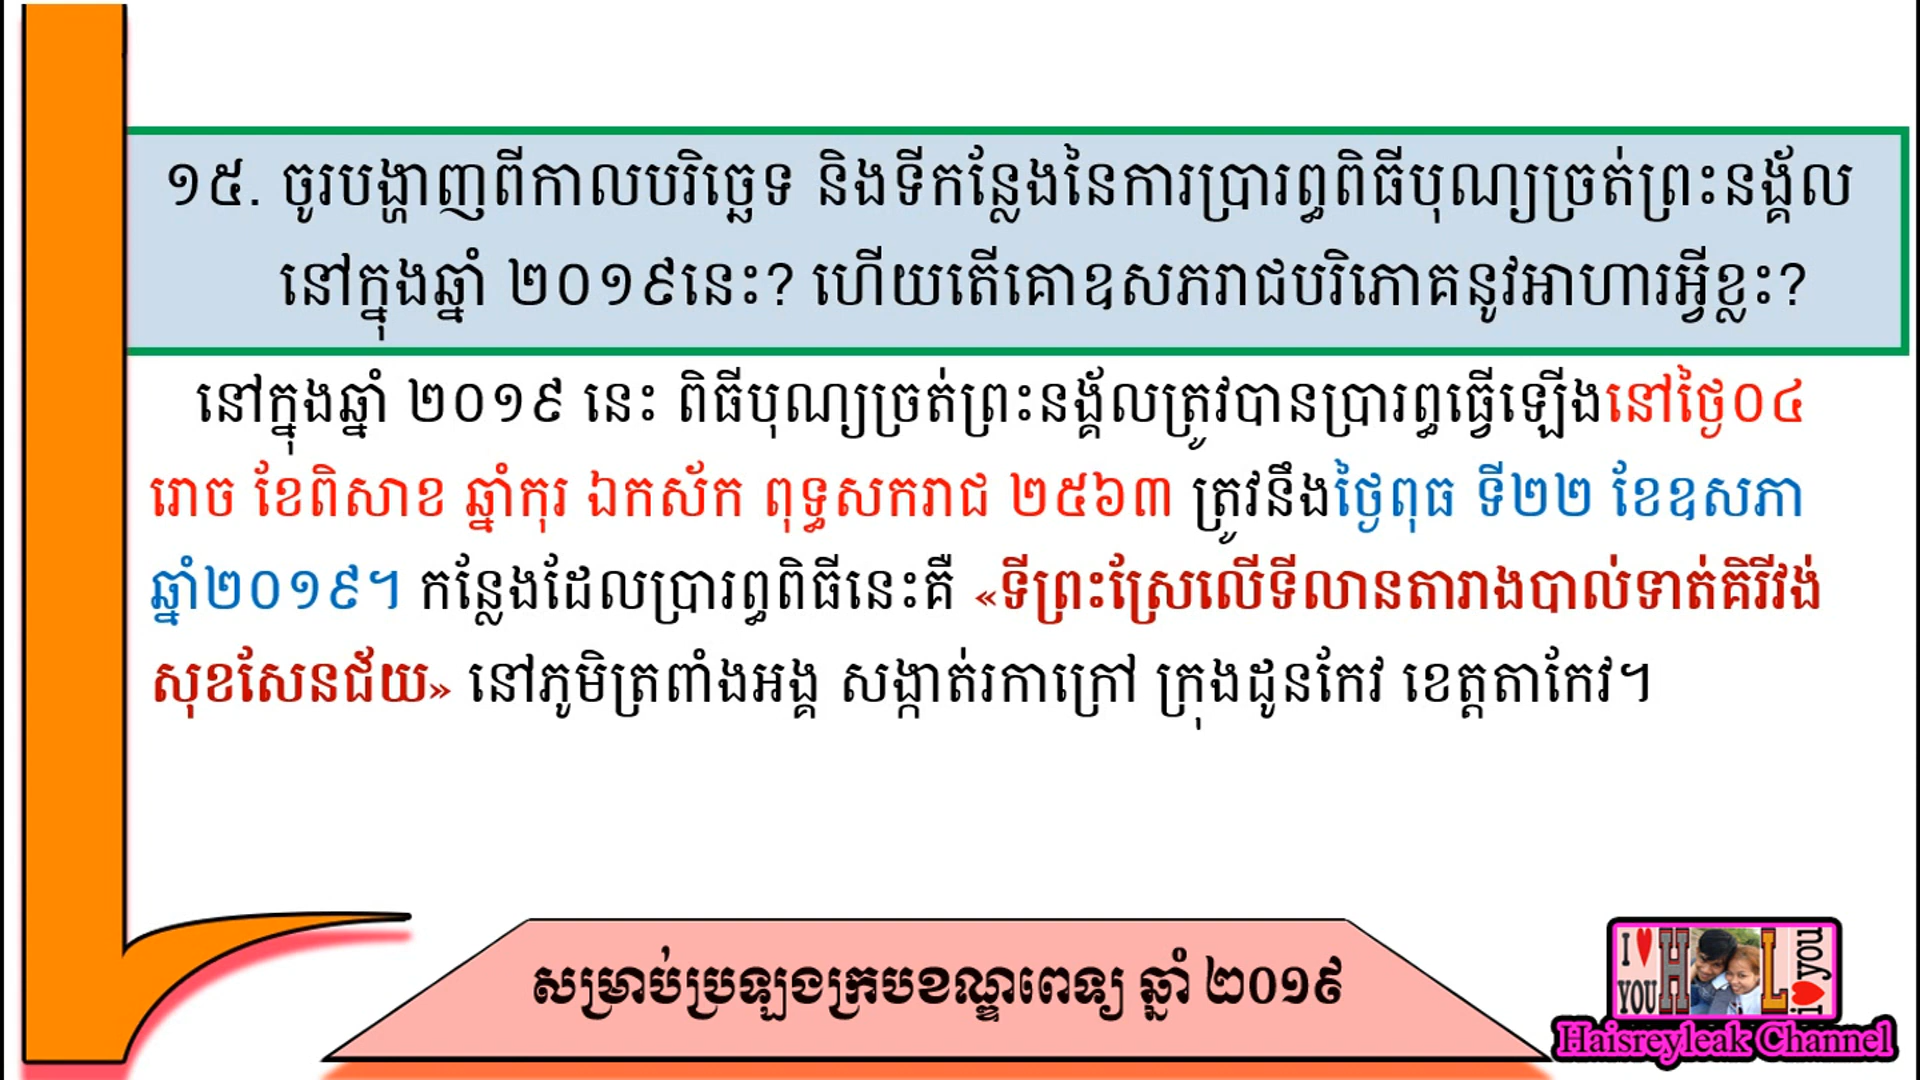 ១៥. ចូរបង្ហាញពីកាលបរិច្ឆេទ និងទីកន្លែងនៃការប្រារព្ធពិធីបុណ្យច្រត់ព្រះនង្គ័ល
នៅក្នុងឆ្នាំ ២០១៩នេះ? ហើយតើគោឧសភរាជបរិភោគនូវអាហារអ្វីខ្លះ?
នៅក្នុងឆ្នាំ ២០១៩ នេះ ពិធីបុណ្យច្រត់ព្រះនង្គ័លត្រូវបានប្រារព្ធធ្វើឡើងនៅថ្ងៃ០៤
រោច ខែពិសាខ ឆ្នាំកុរ ឯកស័ក ពុទ្ធសករាជ ២៥៦៣ ត្រូវនឹងថ្ងៃពុធ ទី២២ ខែឧសភា
ឆ្នាំ២០១៩។ កន្លែងដែលប្រារព្ធពិធីនេះគឺ «ទីព្រះស្រែលើទីលានតារាងបាល់ទាត់គិរីវង់
សុខសែនជ័យ» នៅភូមិត្រពាំងអង្គ សង្កាត់រកាក្រៅ ក្រុងដូនកែវ ខេត្តតាកែវ។
សម្រាប់ប្រឡងក្របខណ្ឌពេទ្យ ឆ្នាំ ២០១៩
I ♥ YOU H L i ♥ you
Haisreyleak Channel